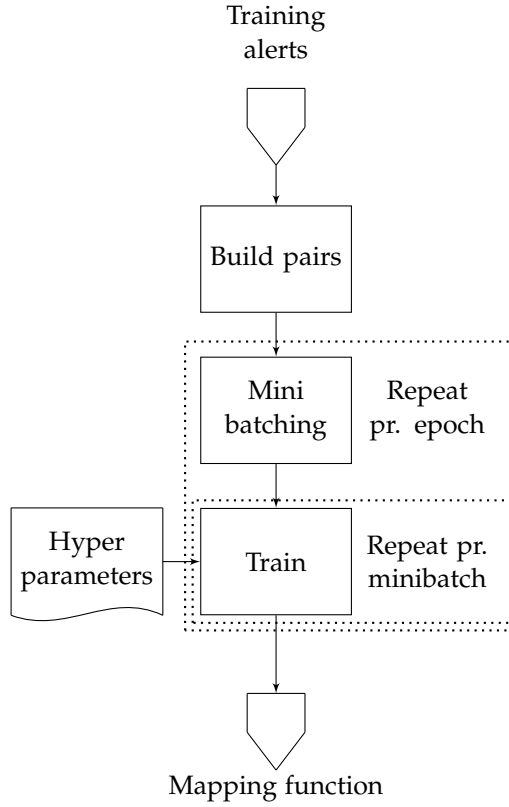 Training
alerts
Build pairs
Mini
batching
Repeat
pr. epoch
Hyper
parameters
Train
Repeat pr.
minibatch
Mapping function